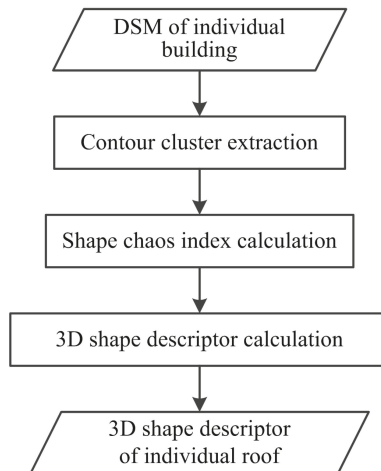 DSM of individual
building
Contour cluster extraction
Shape chaos index calculation
3D shape descriptor calculation
3D shape descriptor
of individual roof